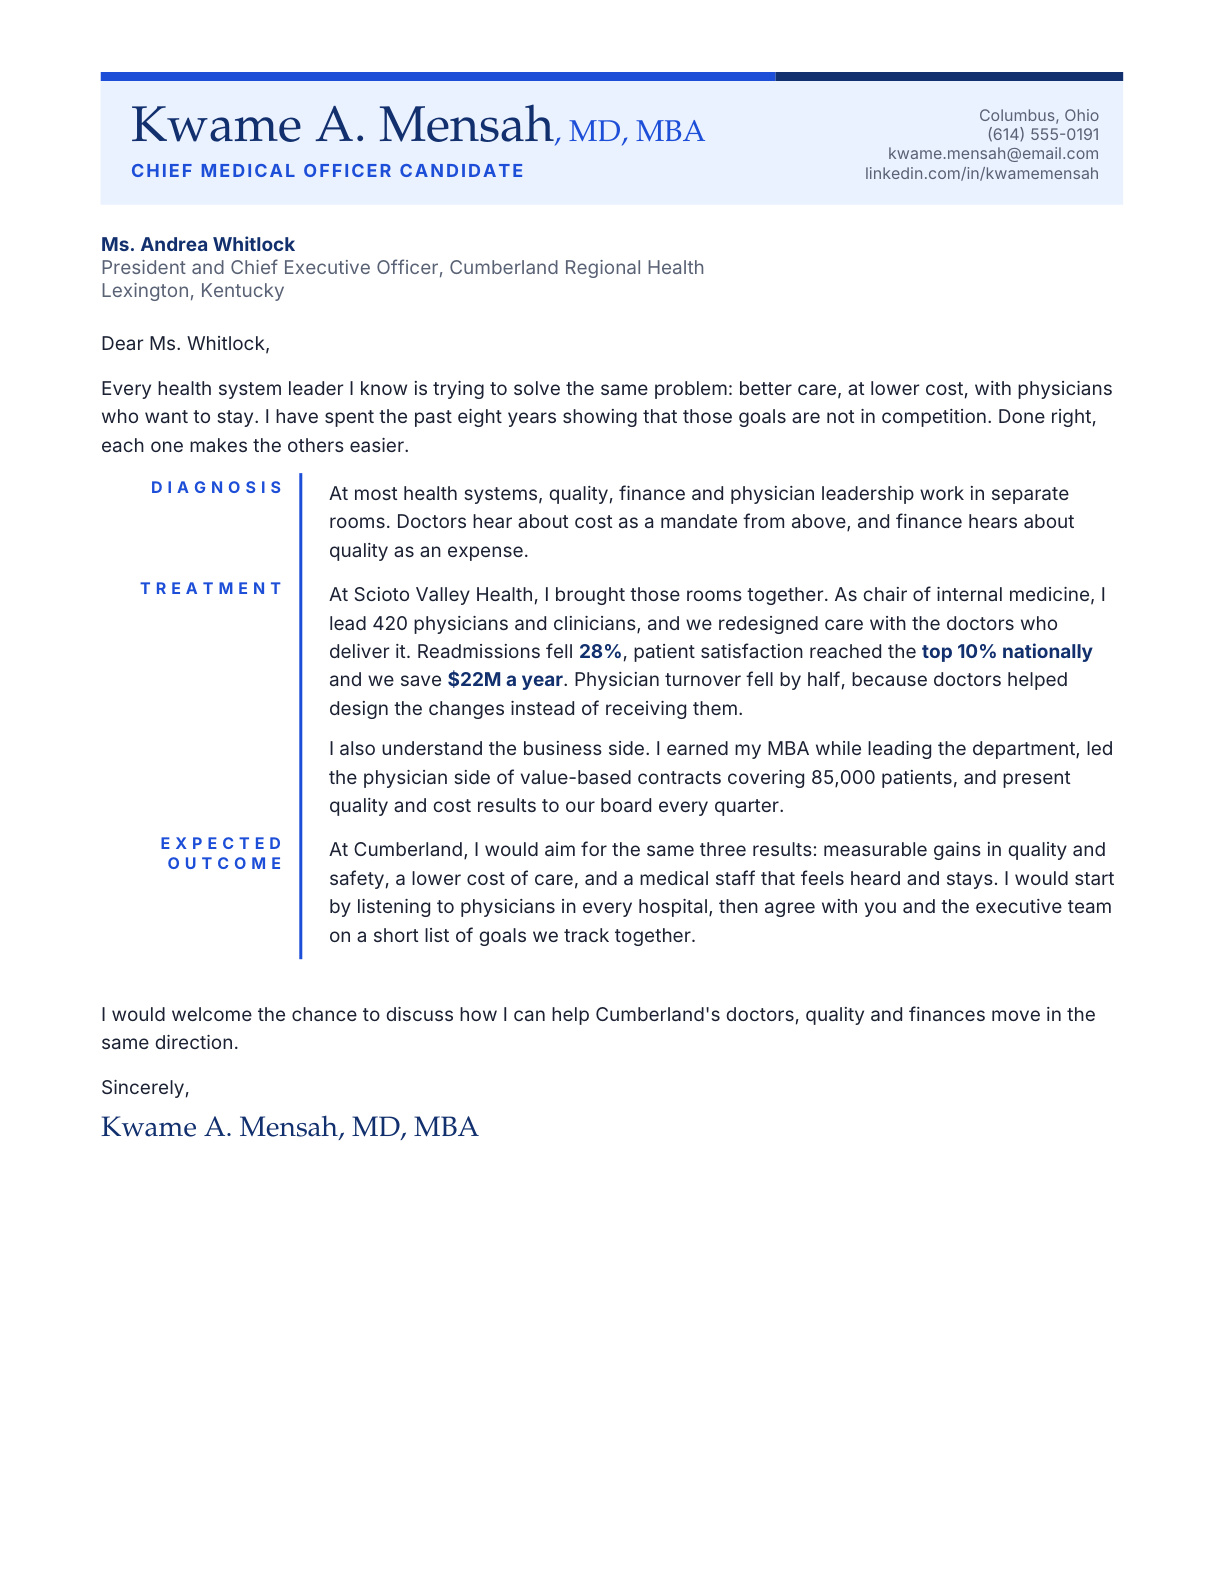 Kwame A. Mensah, MD, MBA
CHIEF MEDICAL OFFICER CANDIDATE
Columbus, Ohio
(614) 555-0191
kwame.mensah@email.com
linkedin.com/in/kwamemensah
Ms. Andrea Whitlock
President and Chief Executive Officer, Cumberland Regional Health
Lexington, Kentucky
Dear Ms. Whitlock,
Every health system leader I know is trying to solve the same problem: better care, at lower cost, with physicians
who want to stay. I have spent the past eight years showing that those goals are not in competition. Done right,
each one makes the others easier.
DIAGNOSIS
At most health systems, quality, finance and physician leadership work in separate
rooms. Doctors hear about cost as a mandate from above, and finance hears about
quality as an expense.
TREATMENT
At Scioto Valley Health, I brought those rooms together. As chair of internal medicine, I
lead 420 physicians and clinicians, and we redesigned care with the doctors who
deliver it. Readmissions fell 28%, patient satisfaction reached the top 10% nationally
and we save $22M a year. Physician turnover fell by half, because doctors helped
design the changes instead of receiving them.
I also understand the business side. I earned my MBA while leading the department, led
the physician side of value-based contracts covering 85,000 patients, and present
quality and cost results to our board every quarter.
EXPECTED
OUTCOME
At Cumberland, I would aim for the same three results: measurable gains in quality and
safety, a lower cost of care, and a medical staff that feels heard and stays. I would start
by listening to physicians in every hospital, then agree with you and the executive team
on a short list of goals we track together.
I would welcome the chance to discuss how I can help Cumberland's doctors, quality and finances move in the
same direction.
Sincerely,
Kwame A. Mensah, MD, MBA